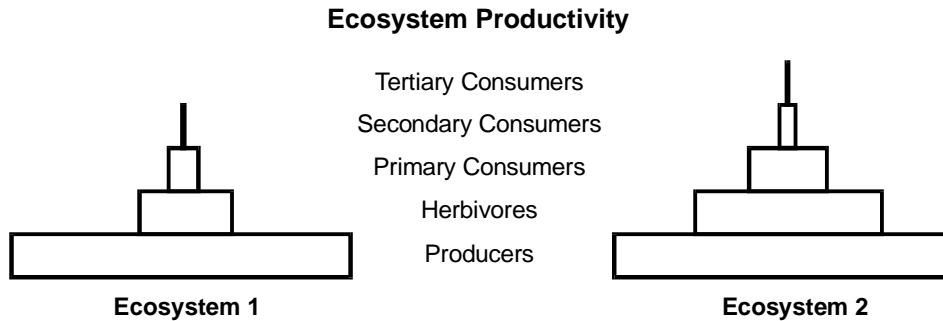 Ecosystem Productivity
Tertiary Consumers
Secondary Consumers
Primary Consumers
Herbivores
Producers
Ecosystem 1
Ecosystem 2